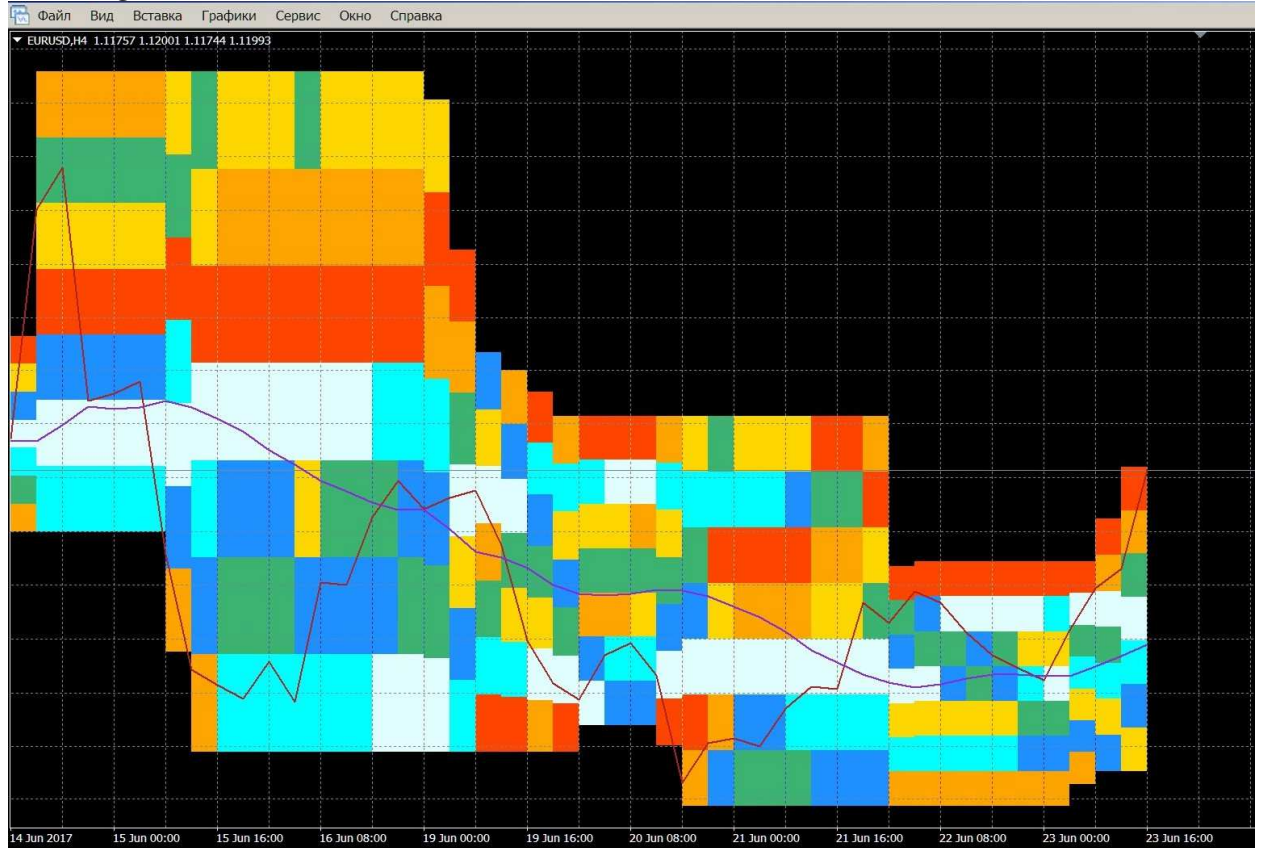 Файл Вид Вставка Графики Сервис Окно Справка
EURUSD,H4 1.11757 1.12001 1.11744 1.11993
14 Jun 2017 15 Jun 00:00 15 Jun 16:00 16 Jun 08:00 19 Jun 00:00 19 Jun 16:00 20 Jun 08:00 21 Jun 00:00 21 Jun 16:00 22 Jun 08:00 23 Jun 00:00 23 Jun 16:00